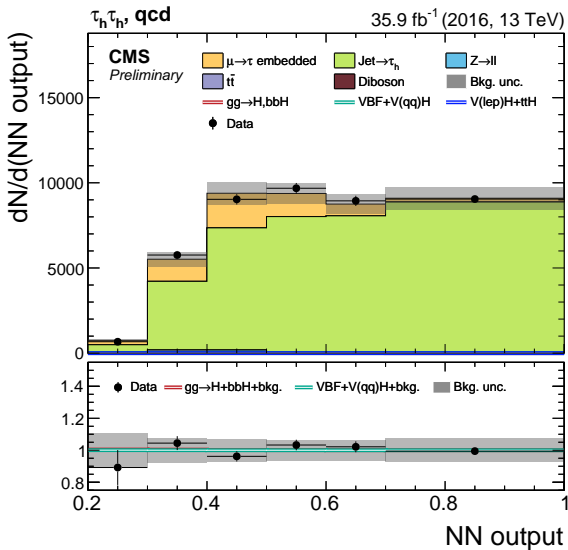 τhτh, qcd 35.9 fb⁻¹ (2016, 13 TeV)
CMS
Preliminary
μ→τ embedded Jet→τh Z→ll
tt̄ Diboson Bkg. unc.
gg→H,bbH VBF+V(qq)H V(lep)H+ttH
Data
dN/d(NN output)
15000
10000
5000
0
Data gg→H+bbH+bkg. VBF+V(qq)H+bkg. Bkg. unc.
1.4
1.2
1.0
0.8
0.2 0.4 0.6 0.8 1
NN output